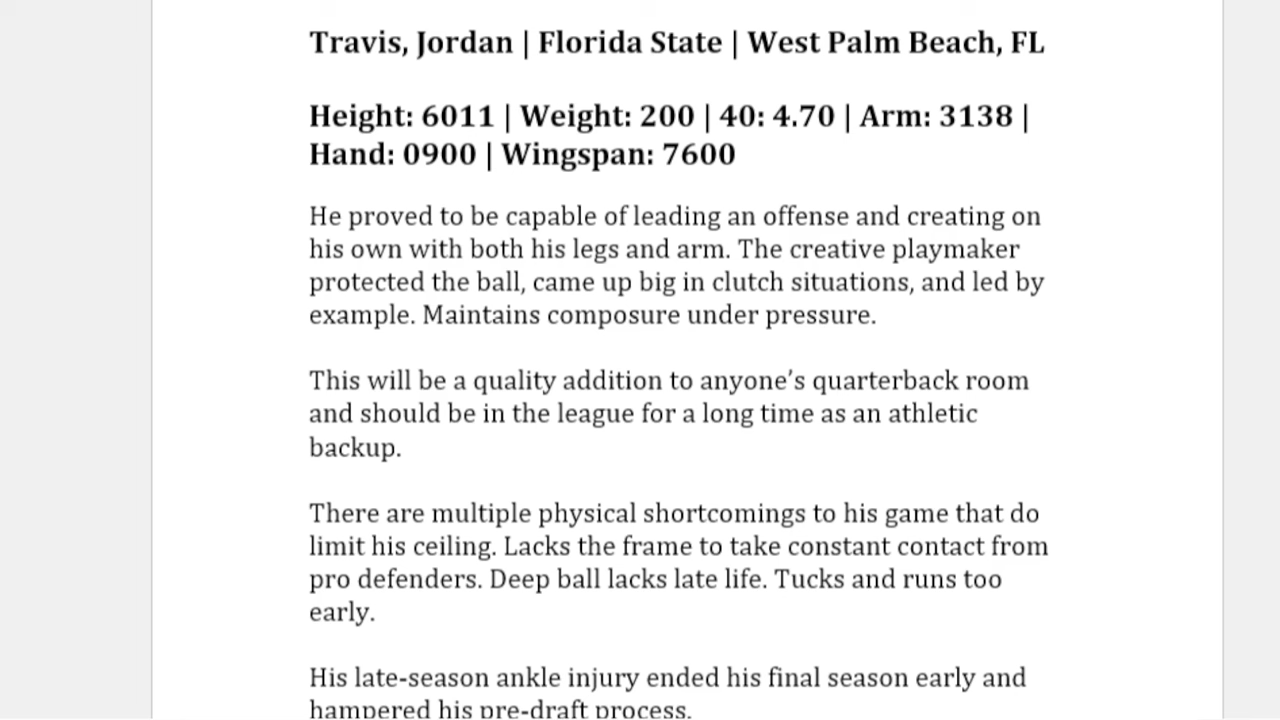 Travis, Jordan | Florida State | West Palm Beach, FL
Height: 6011 | Weight: 200 | 40: 4.70 | Arm: 3138 |
Hand: 0900 | Wingspan: 7600
He proved to be capable of leading an offense and creating on
his own with both his legs and arm. The creative playmaker
protected the ball, came up big in clutch situations, and led by
example. Maintains composure under pressure.
This will be a quality addition to anyone’s quarterback room
and should be in the league for a long time as an athletic
backup.
There are multiple physical shortcomings to his game that do
limit his ceiling. Lacks the frame to take constant contact from
pro defenders. Deep ball lacks late life. Tucks and runs too
early.
His late-season ankle injury ended his final season early and
hampered his pre-draft process.